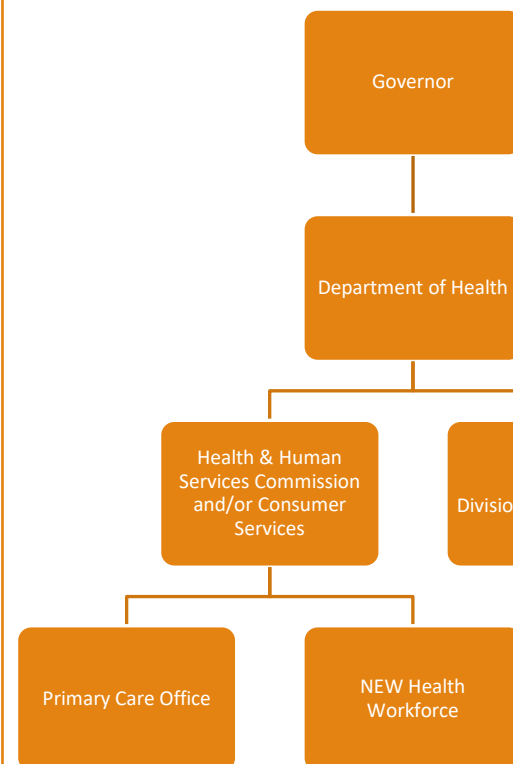 Governor
Department of Health
Health & Human
Services Commission
and/or Consumer
Services
Primary Care Office
NEW Health
Workforce